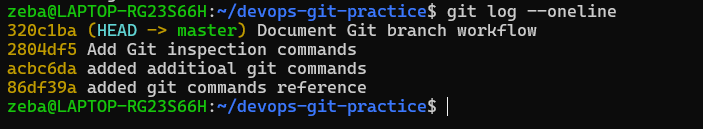 zeba@LAPTOP-RG23S66H:~/devops-git-practice$ git log --oneline
320c1ba (HEAD -> master) Document Git branch workflow
2804df5 Add Git inspection commands
acbc6da added additioal git commands
86df39a added git commands reference
zeba@LAPTOP-RG23S66H:~/devops-git-practice$